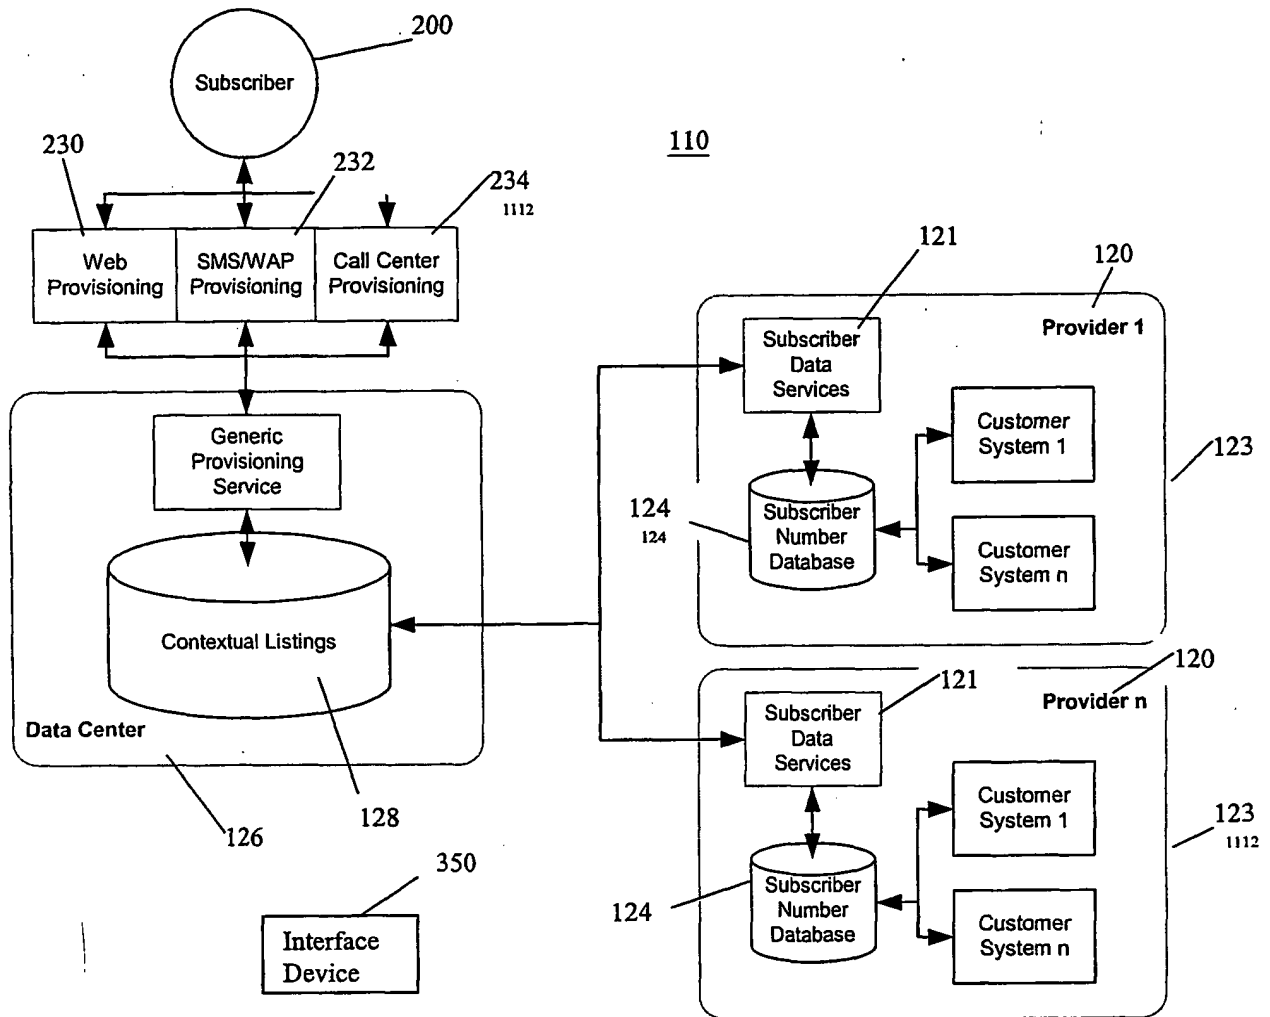 200
Subscriber
230
232
234
1112
110
Web
Provisioning
SMS/WAP
Provisioning
Call Center
Provisioning
121
120
Provider 1
Subscriber
Data
Services
Customer
System 1
123
Generic
Provisioning
Service
124
124
Subscriber
Number
Database
Customer
System n
Contextual Listings
Data Center
126
128
121
120
Provider n
Subscriber
Data
Services
Customer
System 1
123
1112
124
Subscriber
Number
Database
Customer
System n
350
Interface
Device